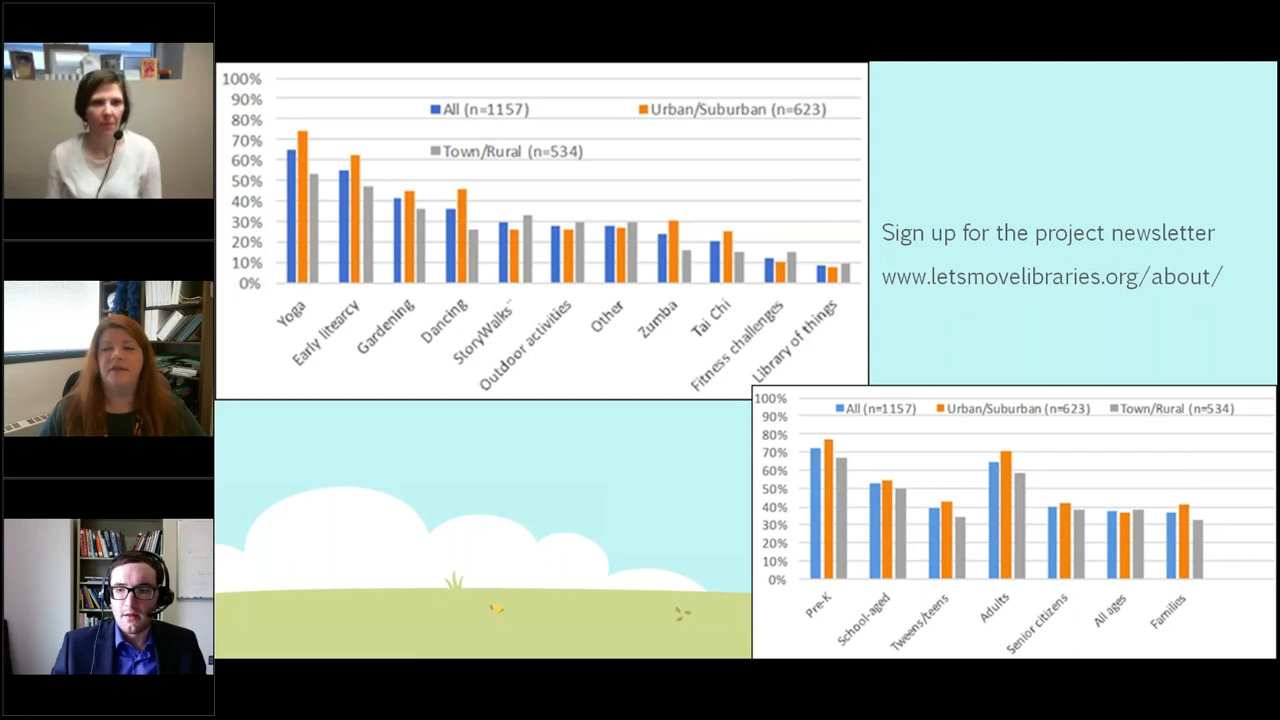 100%
90%
80%
70%
60%
50%
40%
30%
20%
10%
0%
All (n=1157)
Urban/Suburban (n=623)
Town/Rural (n=534)
Yoga
Early litearcy
Gardening
Dancing
StoryWalks¨
Outdoor activities
Other
Zumba
Tai Chi
Fitness challenges
Library of things
Sign up for the project newsletter
www.letsmovelibraries.org/about/
100%
90%
80%
70%
60%
50%
40%
30%
20%
10%
0%
All (n=1157)
Urban/Suburban (n=623)
Town/Rural (n=534)
Pre-K
School-aged
Tweens/teens
Adults
Senior citizens
All ages
Families